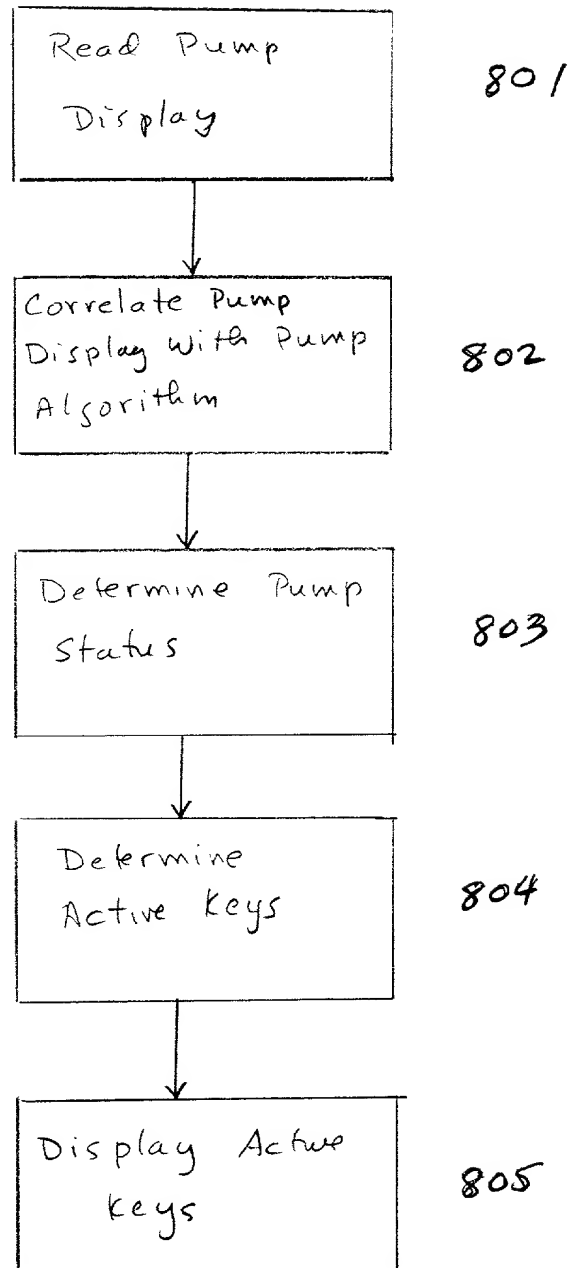 Read Pump
Display
801
Correlate Pump
Display With Pump
Algorithm
802
Determine Pump
Status
803
Determine
Active Keys
804
Display Active
Keys
805